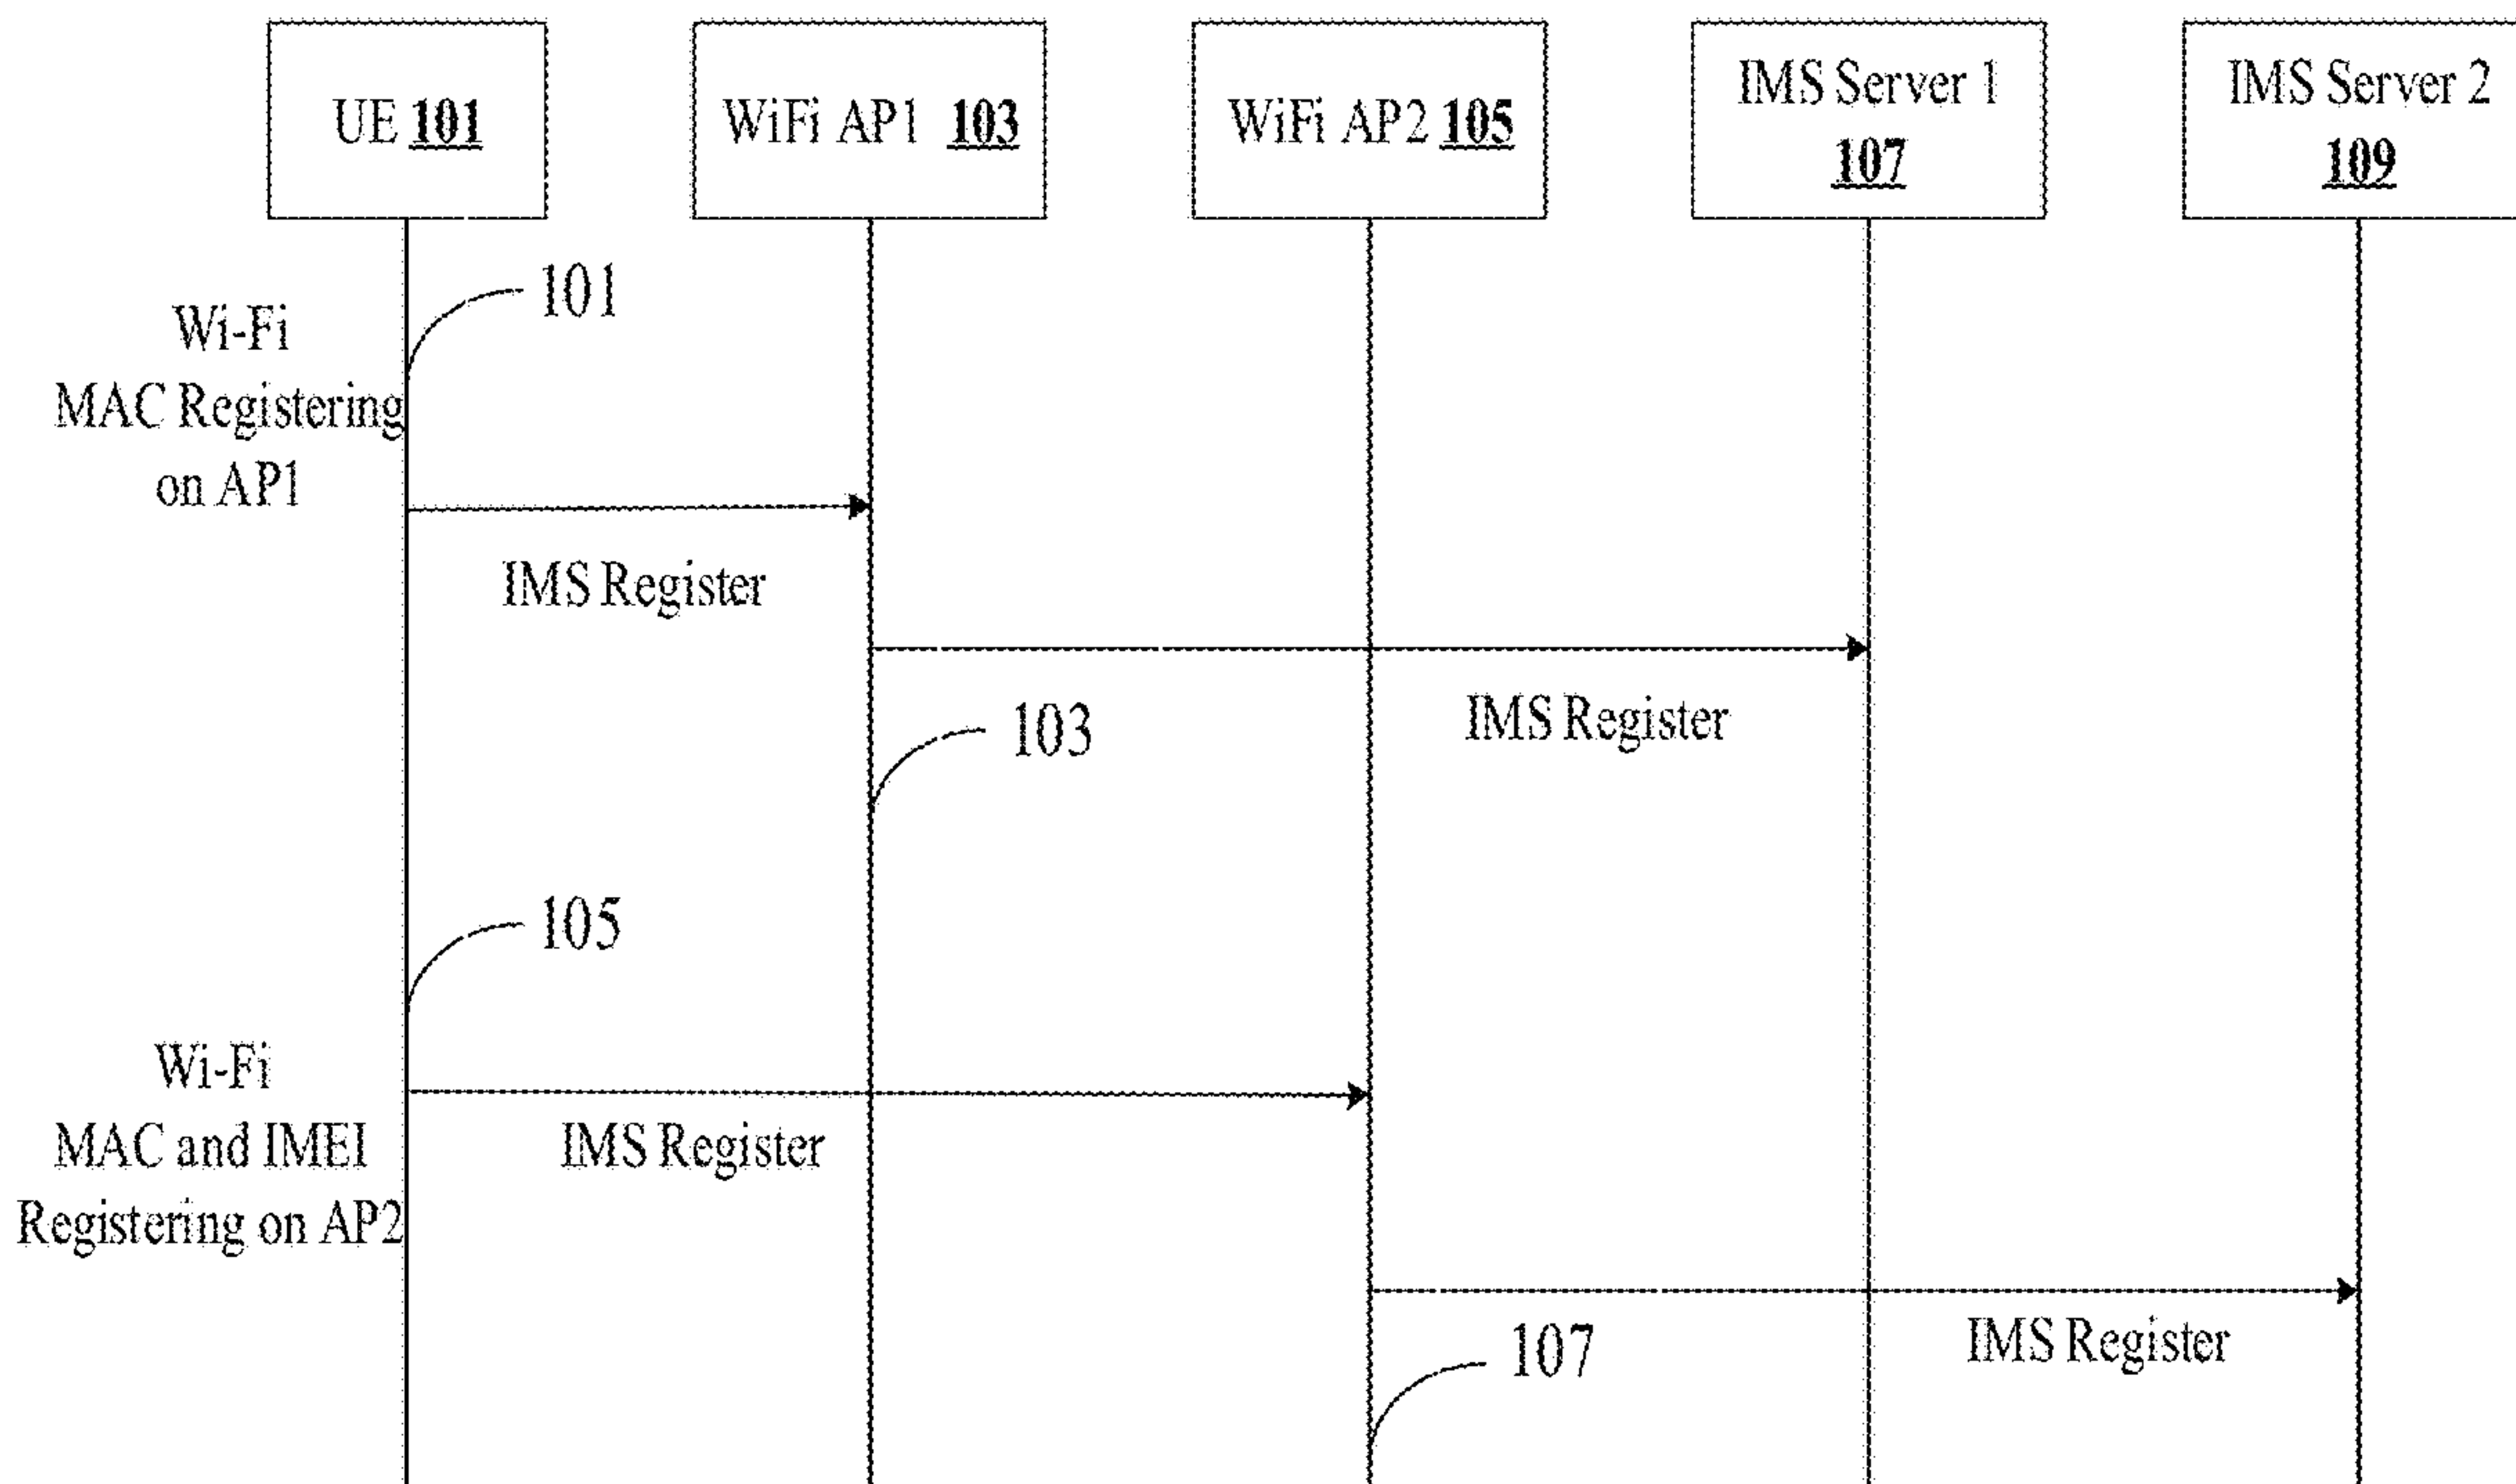 UE 101
WiFi AP1 103
WiFi AP2 105
IMS Server 1
107
IMS Server 2
109
101
Wi-Fi
MAC Registering
on AP1
IMS Register
IMS Register
103
105
Wi-Fi
MAC and IMEI
Registering on AP2
IMS Register
IMS Register
107